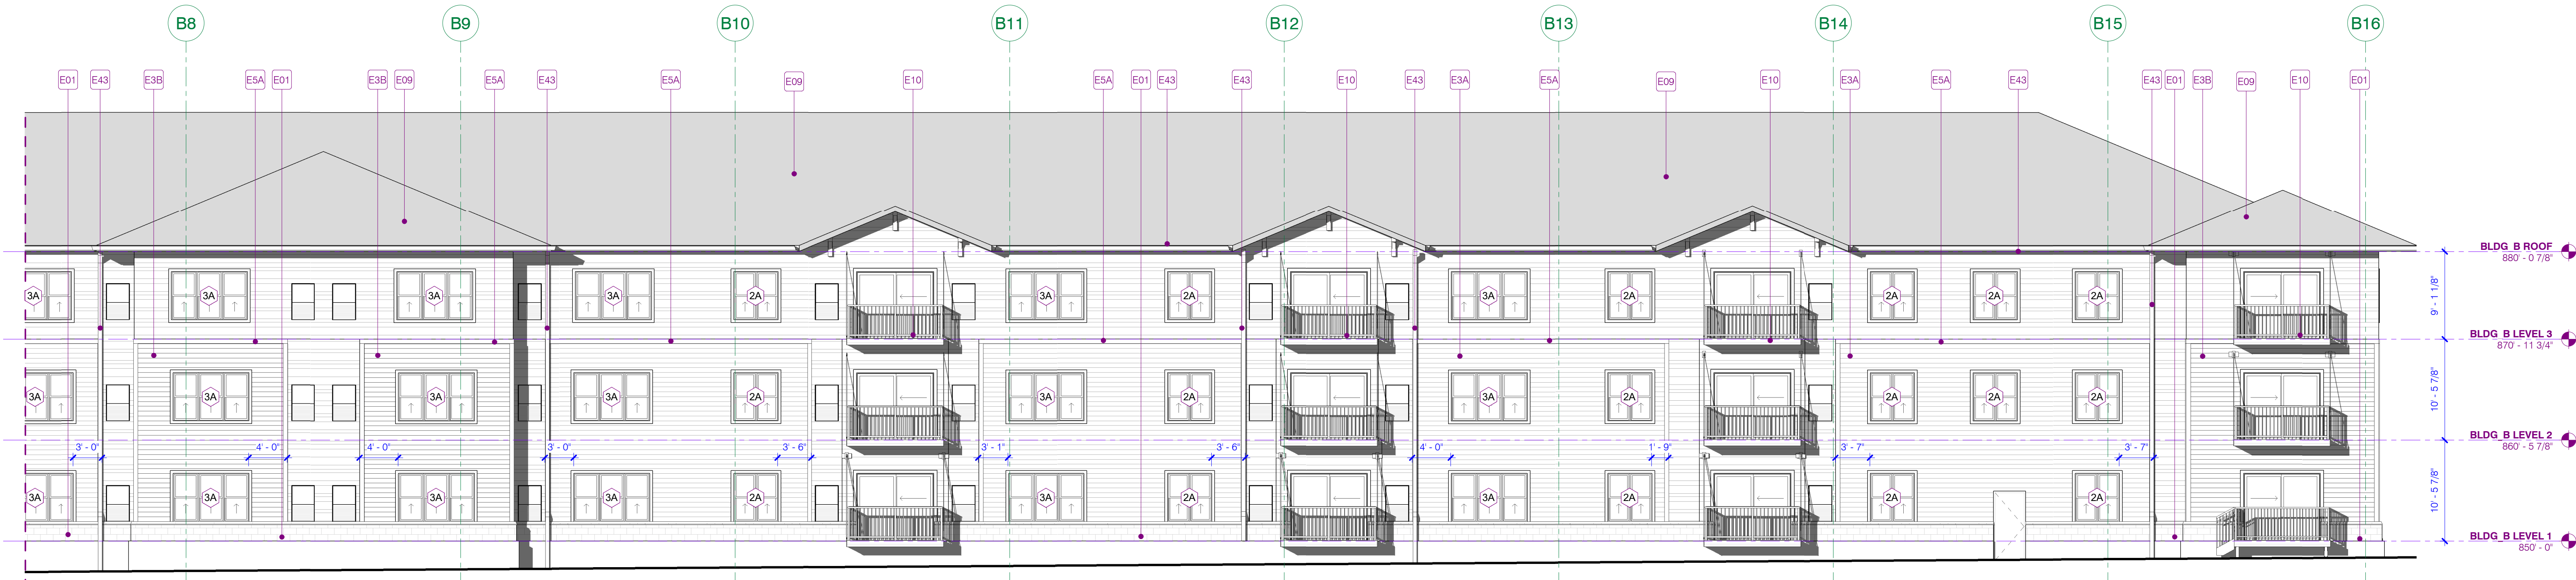 B8 B9 B10 B11 B12 B13 B14 B15 B16
E01 E43 E3B E5A E01 E3B E09 E5A E43 E5A E09 E10 E5A E01 E43 E43 E10 E43 E3A E5A E09 E10 E3A E5A E43 E43 E01 E3B E09 E10 E01
BLDG_B ROOF
880' - 0 7/8"
9' - 1 1/8"
3A 3A 3A 3A 2A 3A 2A 3A 2A 2A 2A 2A
BLDG_B LEVEL 3
870' - 11 3/4"
10' - 5 7/8"
3A 3A 3A 3A 2A 3A 2A 3A 2A 2A 2A 2A
BLDG_B LEVEL 2
860' - 5 7/8"
3' - 0" 4' - 0" 4' - 0" 3' - 0" 3' - 6" 3' - 1" 3' - 6" 4' - 0" 1' - 9" 3' - 7" 3' - 7"
10' - 5 7/8"
3A 3A 3A 3A 2A 3A 2A 3A 2A 2A 2A
BLDG_B LEVEL 1
850' - 0"